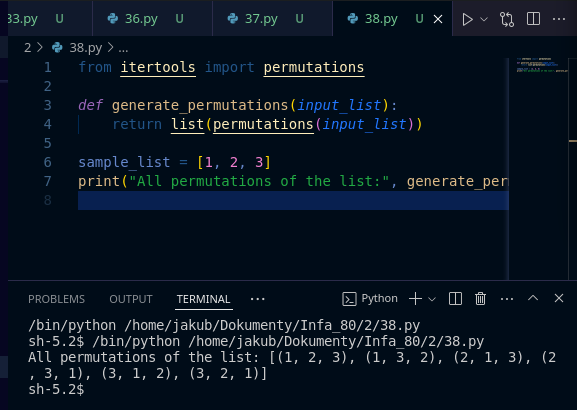 33.py U 36.py U 37.py U 38.py U
2 > 38.py > ...
1 from itertools import permutations
2
3 def generate_permutations(input_list):
4     return list(permutations(input_list))
5
6 sample_list = [1, 2, 3]
7 print("All permutations of the list:", generate_per
8
PROBLEMS OUTPUT TERMINAL ... Python
/bin/python /home/jakub/Dokumenty/Infa_80/2/38.py
sh-5.2$ /bin/python /home/jakub/Dokumenty/Infa_80/2/38.py
All permutations of the list: [(1, 2, 3), (1, 3, 2), (2, 1, 3), (2
, 3, 1), (3, 1, 2), (3, 2, 1)]
sh-5.2$